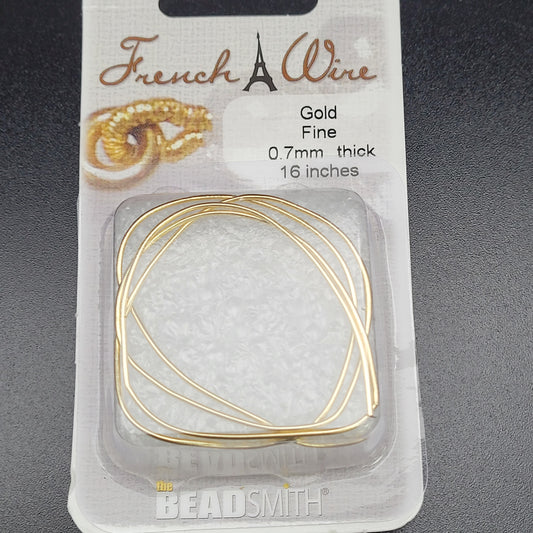 French Wire
Gold
Fine
0.7mm thick
16 inches
the
BEADSMITH®